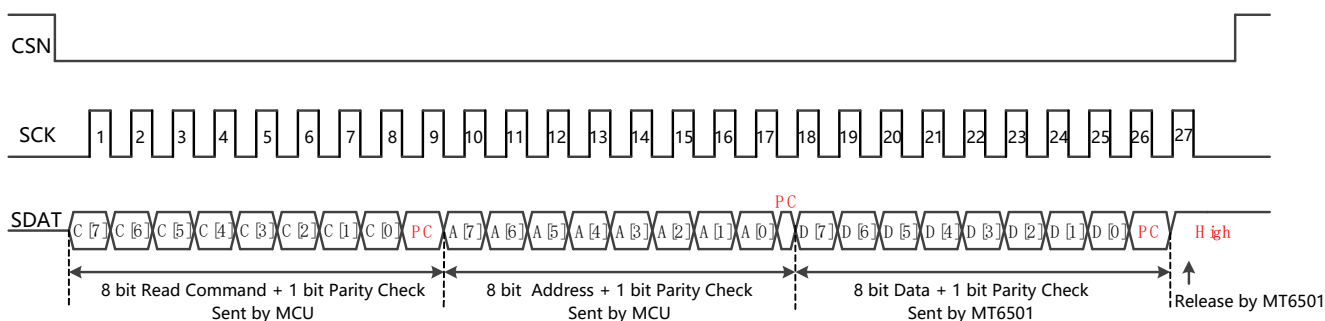 CSN
SCK 1 2 3 4 5 6 7 8 9 10 11 12 13 14 15 16 17 18 19 20 21 22 23 24 25 26 27
PC
SDAT C[7] C[6] C[5] C[4] C[3] C[2] C[1] C[0] PC A[7] A[6] A[5] A[4] A[3] A[2] A[1] A[0] D[7] D[6] D[5] D[4] D[3] D[2] D[1] D[0] PC High
8 bit Read Command + 1 bit Parity Check 8 bit Address + 1 bit Parity Check 8 bit Data + 1 bit Parity Check Release by MT6501
Sent by MCU Sent by MCU Sent by MT6501